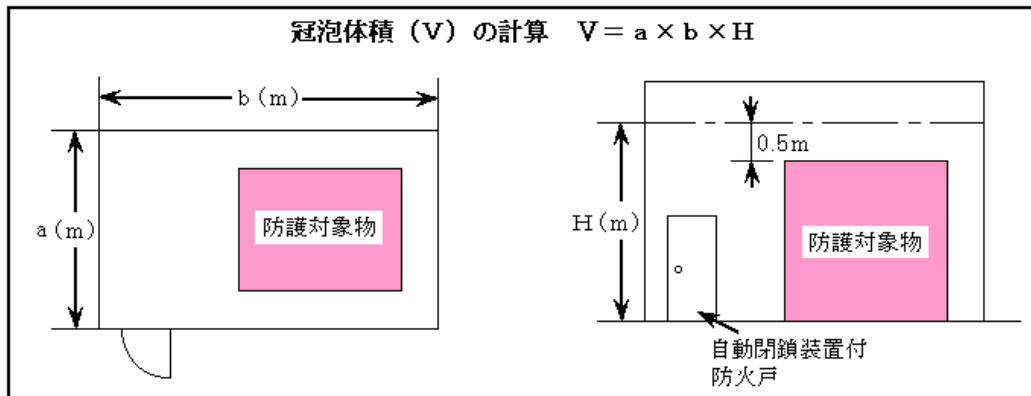 冠泡体積（V）の計算　V＝a×b×H
b(m)
a(m)
防護対象物
0.5m
H(m)
防護対象物
自動閉鎖装置付
防火戸